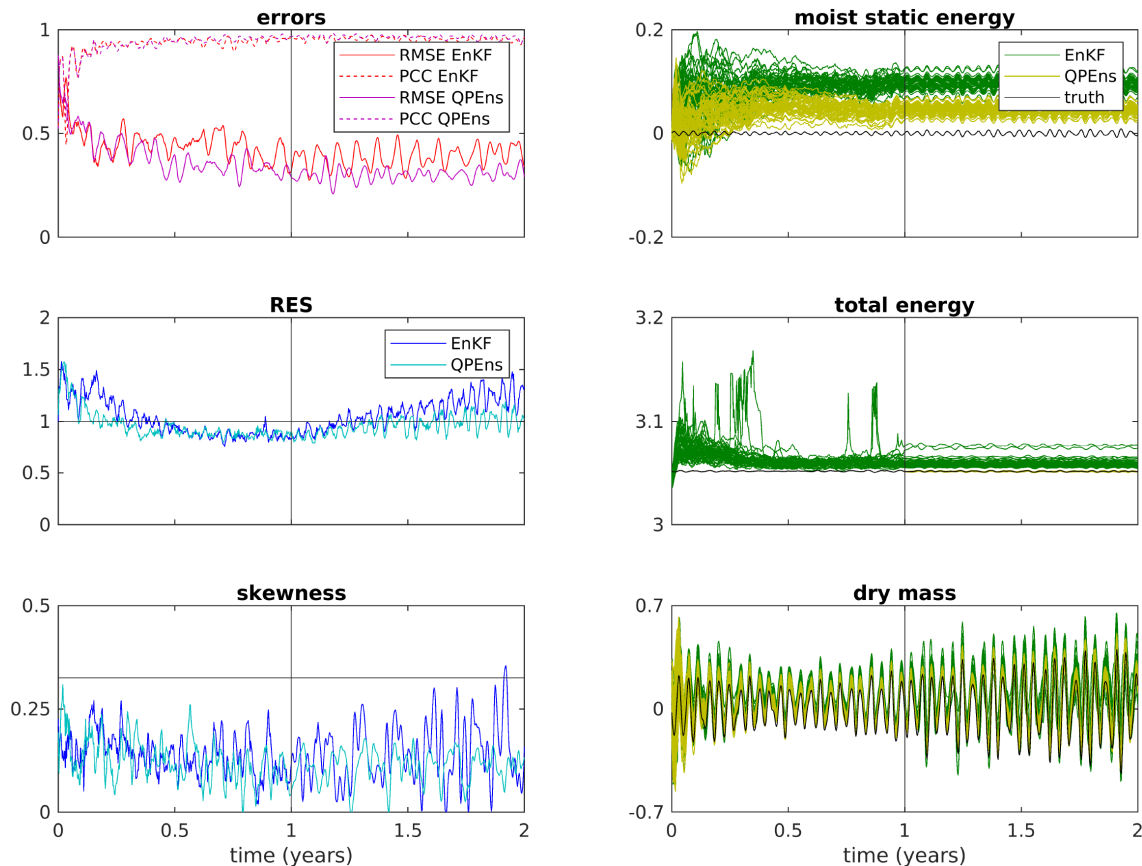 errors
1
0.5
0
RMSE EnKF
PCC EnKF
RMSE QPEns
PCC QPEns
moist static energy
0.2
0
-0.2
EnKF
QPEns
truth
RES
2
1.5
1
0.5
0
EnKF
QPEns
total energy
3.2
3.1
3
skewness
0.5
0.25
0
0
0.5
1
1.5
2
time (years)
dry mass
0.7
0
-0.7
0
0.5
1
1.5
2
time (years)